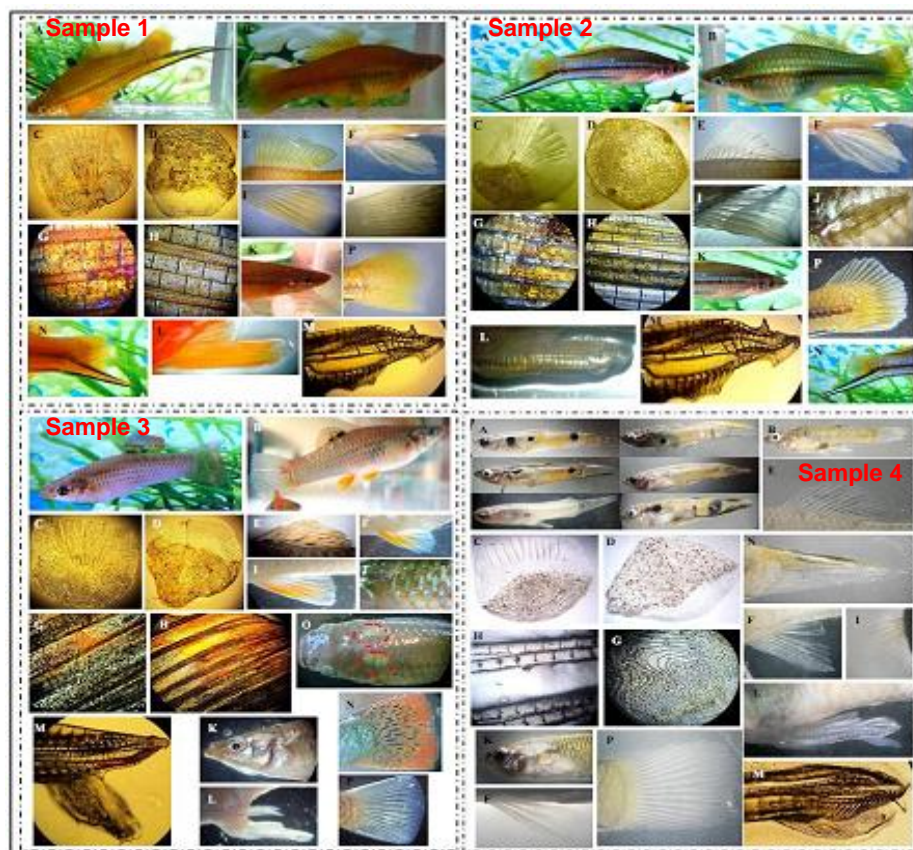 A Sample 1
C D E F
I J
G H
K P
N L M
A Sample 2 B
C D E F
I J
G H
K P
L M N
Sample 3 B
C D E F
I
G H O
M K N
L
A B
Sample 4
C D N
F I
H G
L
K P
M